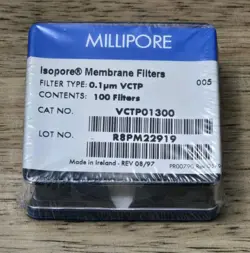 MILLIPORE
Isopore® Membrane Filters
FILTER TYPE: 0.1µm VCTP 005
CONTENTS: 100 Filters
CAT NO. VCTP01300
LOT NO. R8PM22919
Made in Ireland - REV 08/97